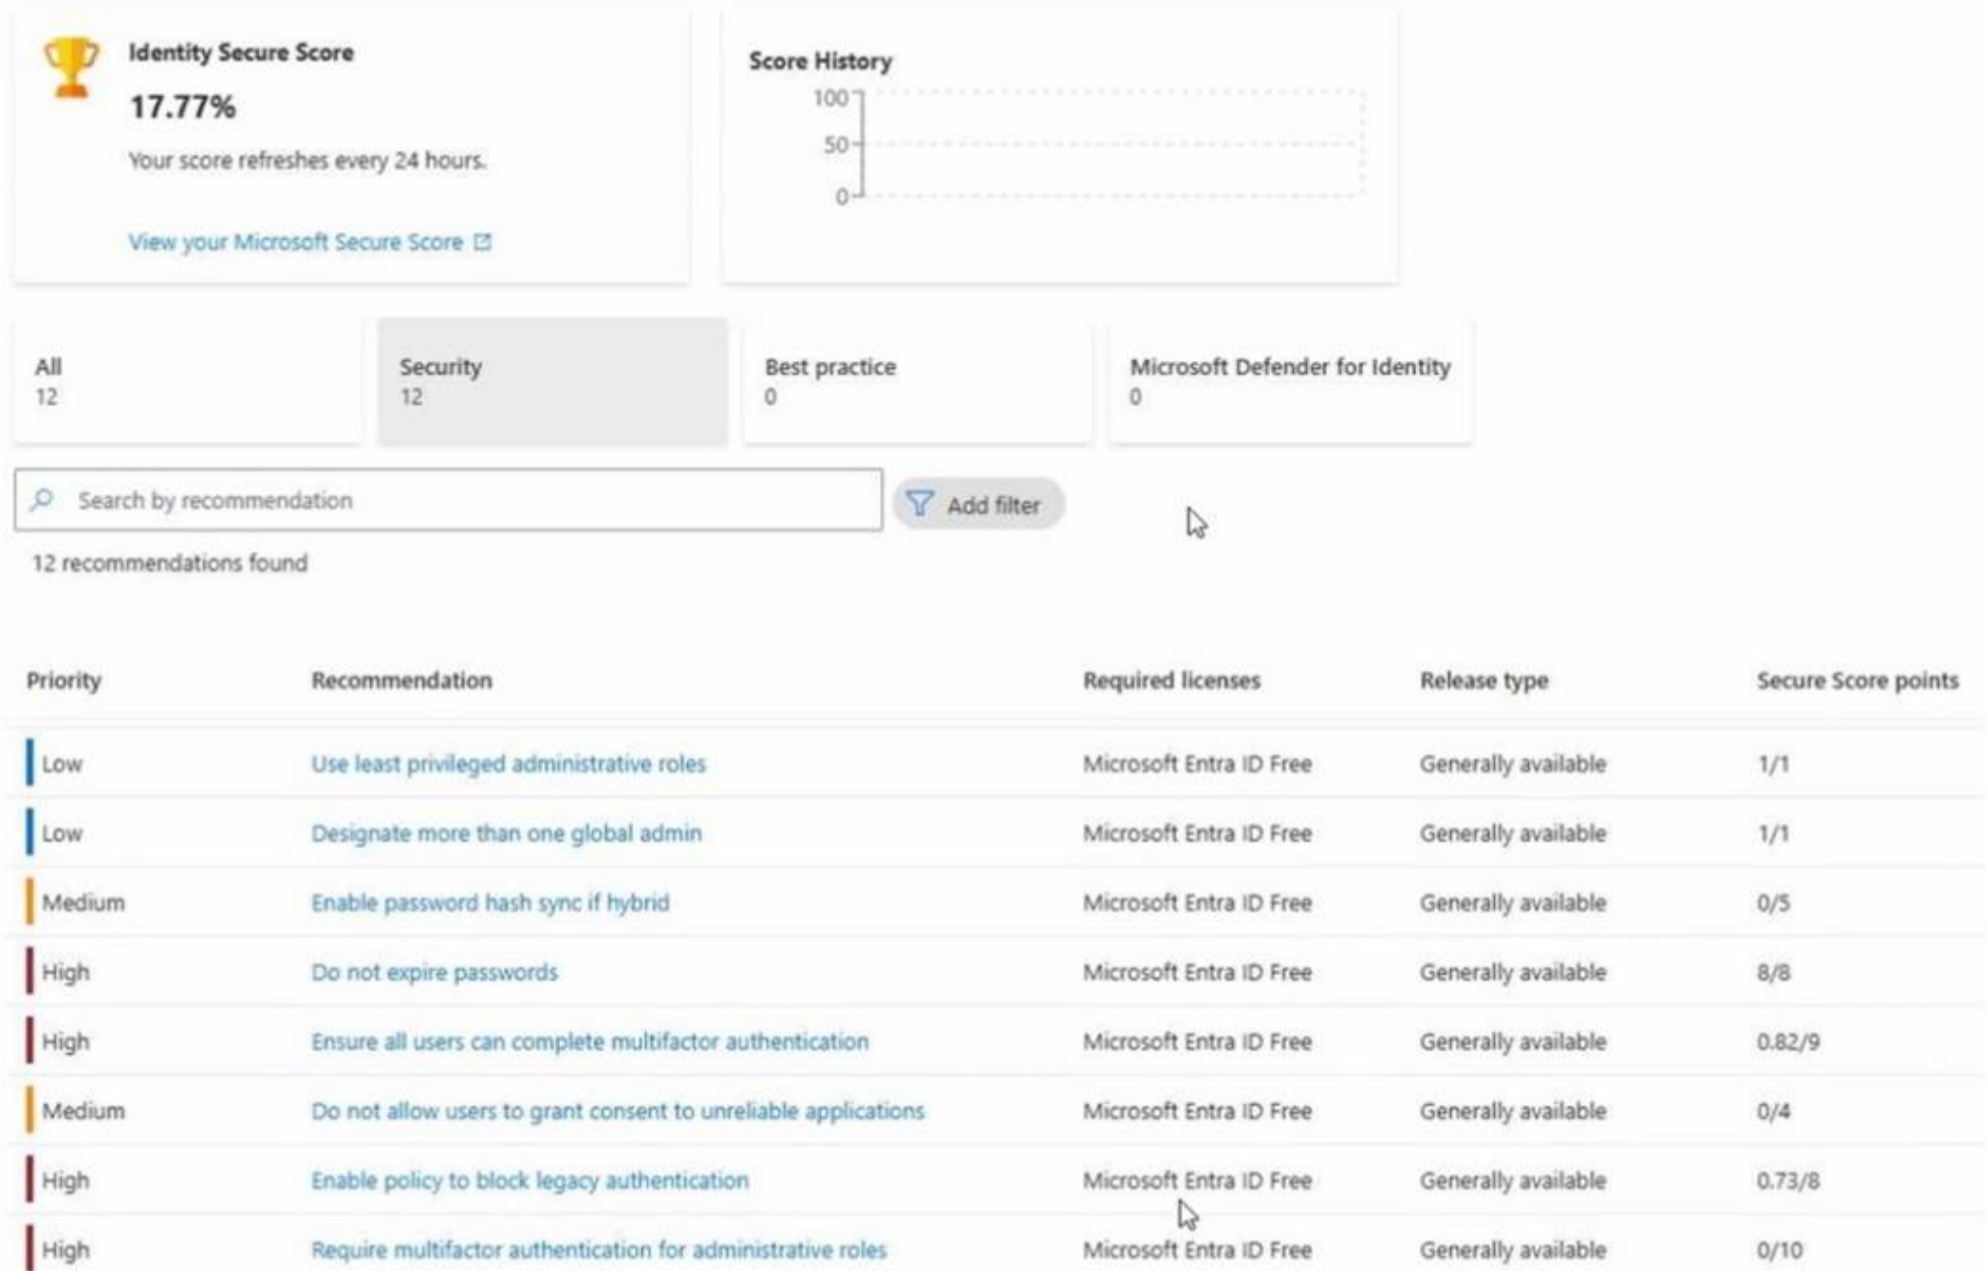 Identity Secure Score
17.77%
Your score refreshes every 24 hours.
View your Microsoft Secure Score
Score History
100
50
0
All
12
Security
12
Best practice
0
Microsoft Defender for Identity
0
Search by recommendation
Add filter
12 recommendations found
Priority Recommendation Required licenses Release type Secure Score points
Low Use least privileged administrative roles Microsoft Entra ID Free Generally available 1/1
Low Designate more than one global admin Microsoft Entra ID Free Generally available 1/1
Medium Enable password hash sync if hybrid Microsoft Entra ID Free Generally available 0/5
High Do not expire passwords Microsoft Entra ID Free Generally available 8/8
High Ensure all users can complete multifactor authentication Microsoft Entra ID Free Generally available 0.82/9
Medium Do not allow users to grant consent to unreliable applications Microsoft Entra ID Free Generally available 0/4
High Enable policy to block legacy authentication Microsoft Entra ID Free Generally available 0.73/8
High Require multifactor authentication for administrative roles Microsoft Entra ID Free Generally available 0/10